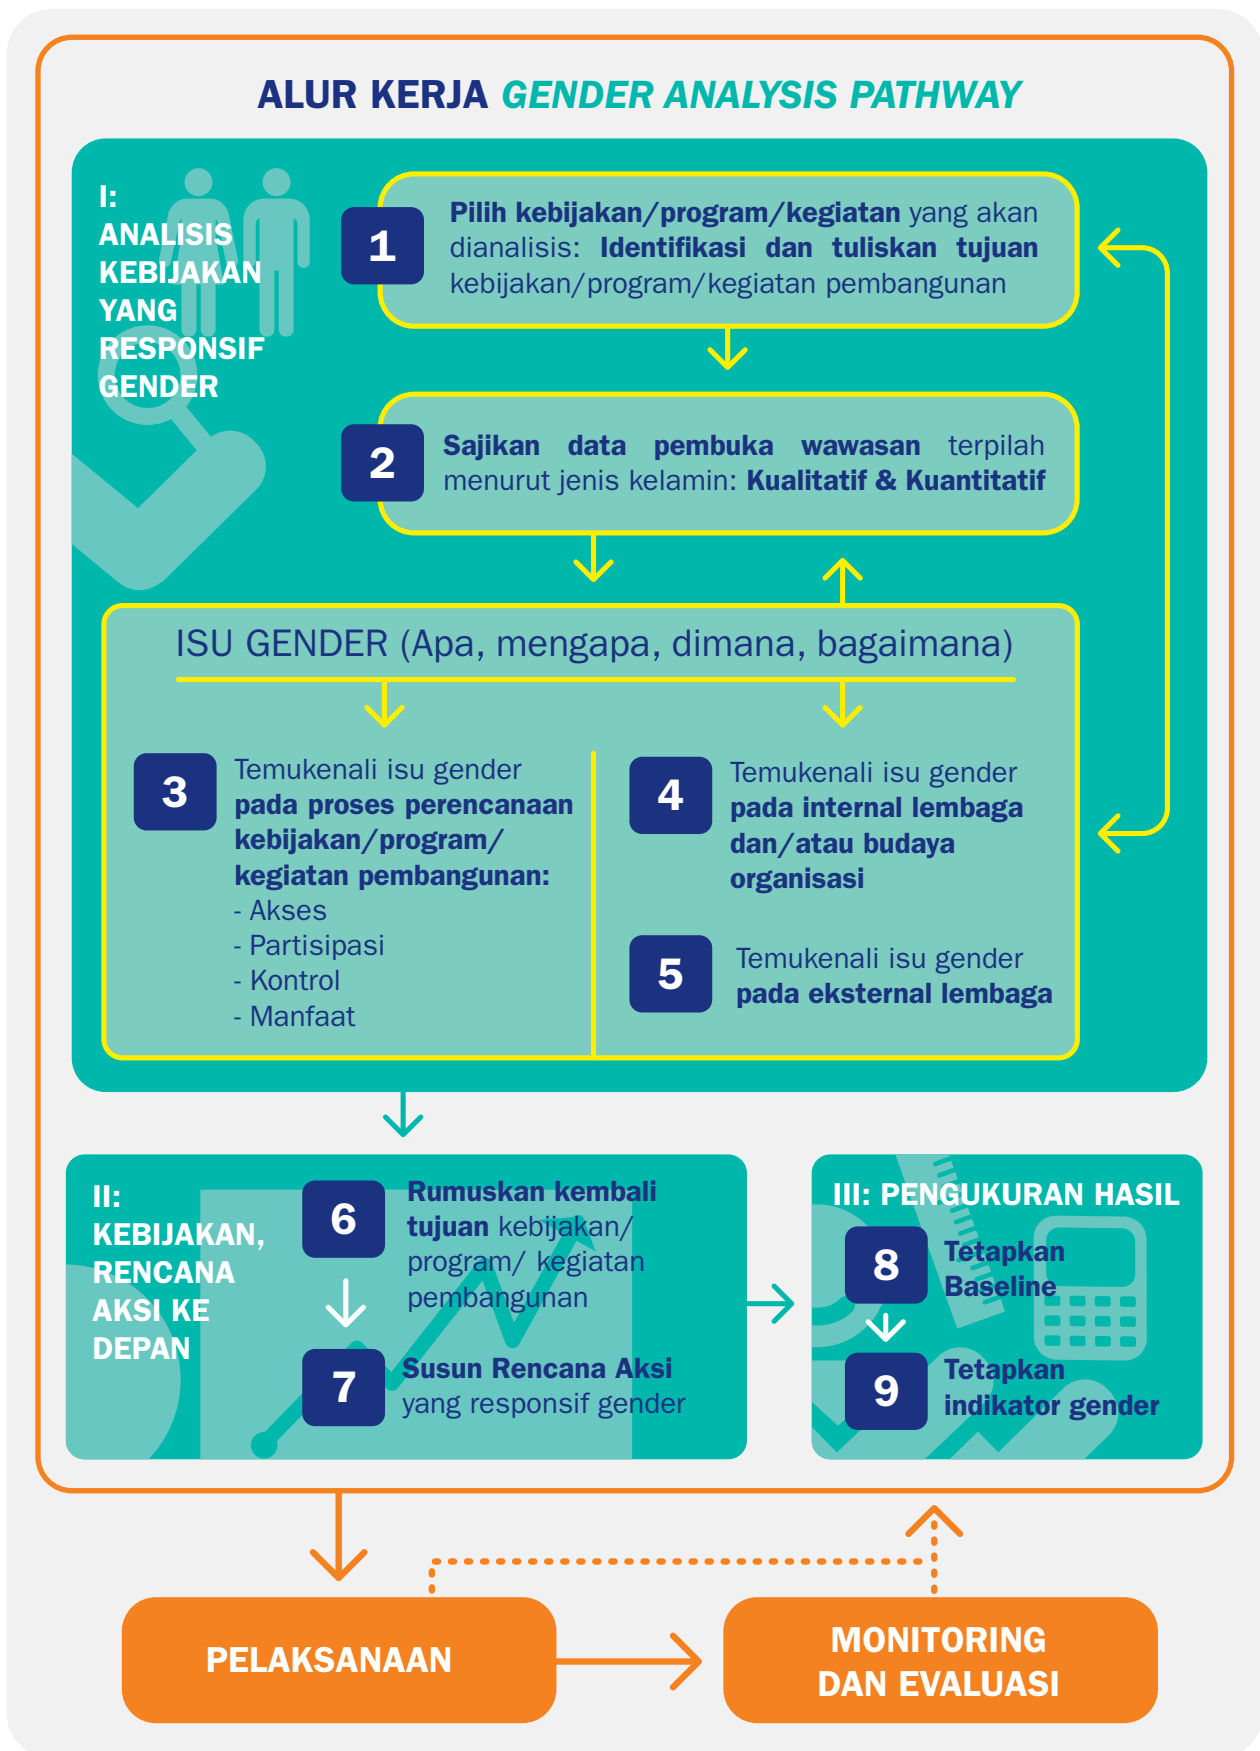 ALUR KERJA GENDER ANALYSIS PATHWAY
I:
ANALISIS
KEBIJAKAN
YANG
RESPONSIF
GENDER
1
Pilih kebijakan/program/kegiatan yang akan
dianalisis: Identifikasi dan tuliskan tujuan
kebijakan/program/kegiatan pembangunan
2
Sajikan data pembuka wawasan terpilah
menurut jenis kelamin: Kualitatif & Kuantitatif
ISU GENDER (Apa, mengapa, dimana, bagaimana)
3
Temukenali isu gender
pada proses perencanaan
kebijakan/program/
kegiatan pembangunan:
- Akses
- Partisipasi
- Kontrol
- Manfaat
4
Temukenali isu gender
pada internal lembaga
dan/atau budaya
organisasi
5
Temukenali isu gender
pada eksternal lembaga
II:
KEBIJAKAN,
RENCANA
AKSI KE
DEPAN
6
Rumuskan kembali
tujuan kebijakan/
program/ kegiatan
pembangunan
7
Susun Rencana Aksi
yang responsif gender
III: PENGUKURAN HASIL
8
Tetapkan
Baseline
9
Tetapkan
indikator gender
PELAKSANAAN
MONITORING
DAN EVALUASI